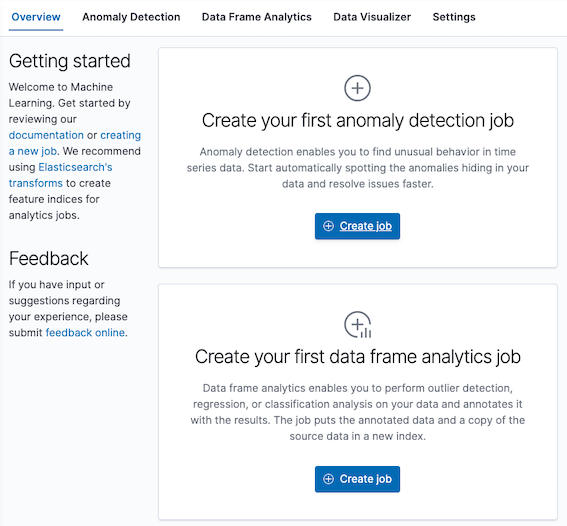 Overview Anomaly Detection Data Frame Analytics Data Visualizer Settings
Getting started
Welcome to Machine
Learning. Get started by
reviewing our
documentation or creating
a new job. We recommend
using Elasticsearch's
transforms to create
feature indices for
analytics jobs.
Feedback
If you have input or
suggestions regarding
your experience, please
submit feedback online.
Create your first anomaly detection job
Anomaly detection enables you to find unusual behavior in time
series data. Start automatically spotting the anomalies hiding in your
data and resolve issues faster.
Create job
Create your first data frame analytics job
Data frame analytics enables you to perform outlier detection,
regression, or classification analysis on your data and annotates it
with the results. The job puts the annotated data and a copy of the
source data in a new index.
Create job